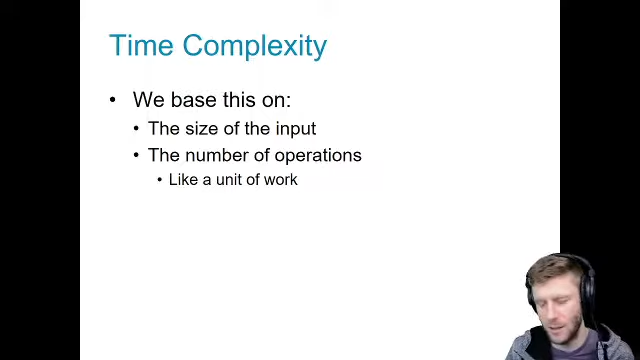 Time Complexity
• We base this on:
• The size of the input
• The number of operations
• Like a unit of work